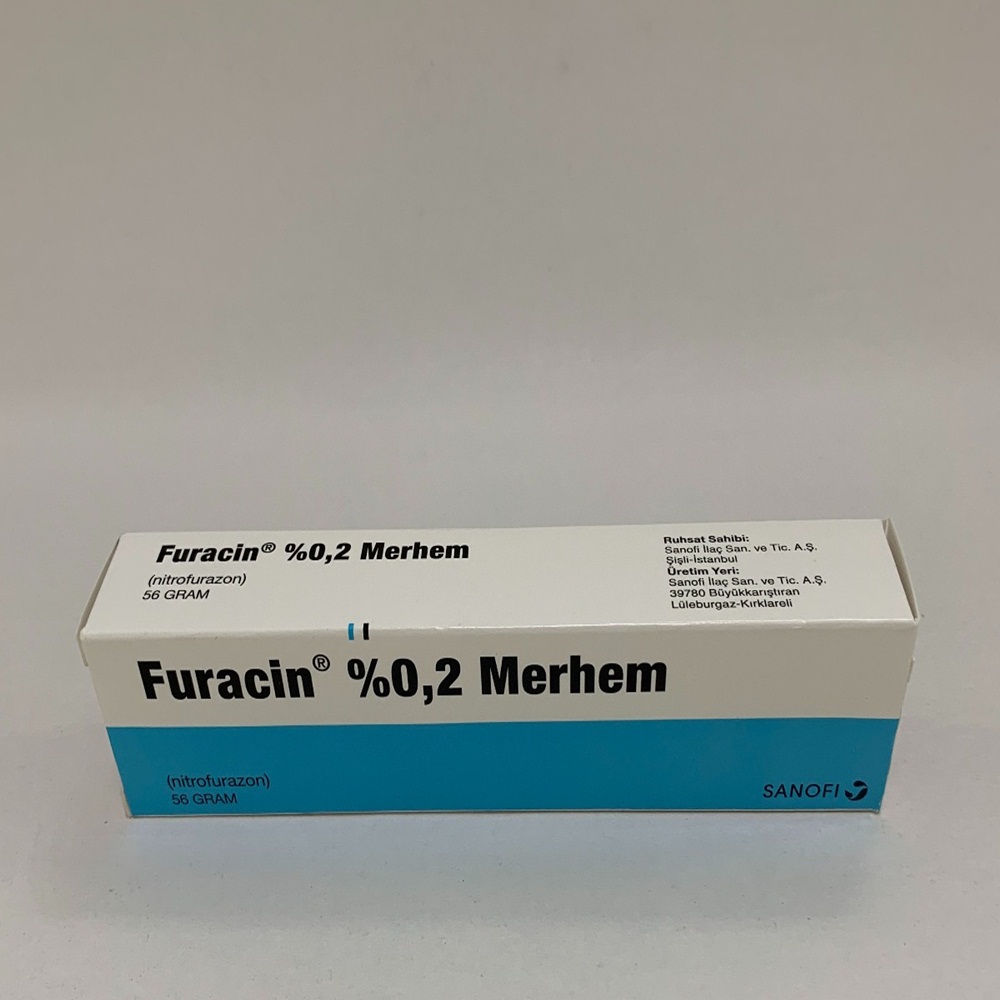 Furacin® %0,2 Merhem
(nitrofurazon)
56 GRAM
Ruhsat Sahibi:
Sanofi İlaç San. ve Tic. A.Ş.
Şişli-İstanbul
Üretim Yeri:
Sanofi İlaç San. ve Tic. A.Ş.
39780 Büyükkarıştıran
Lüleburgaz-Kırklareli
Furacin® %0,2 Merhem
(nitrofurazon)
56 GRAM
SANOFI